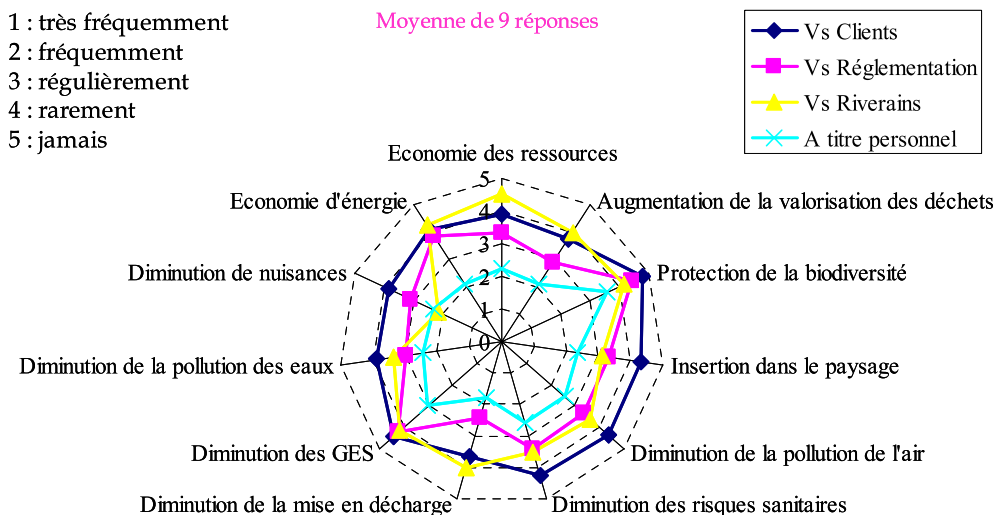 1 : très fréquemment
2 : fréquemment
3 : régulièrement
4 : rarement
5 : jamais
Moyenne de 9 réponses
Vs Clients
Vs Réglementation
Vs Riverains
A titre personnel
Economie des ressources
Economie d'énergie
Augmentation de la valorisation des déchets
Diminution de nuisances
Protection de la biodiversité
Diminution de la pollution des eaux
Insertion dans le paysage
Diminution des GES
Diminution de la pollution de l'air
Diminution de la mise en décharge
Diminution des risques sanitaires
5
4
3
2
1
0